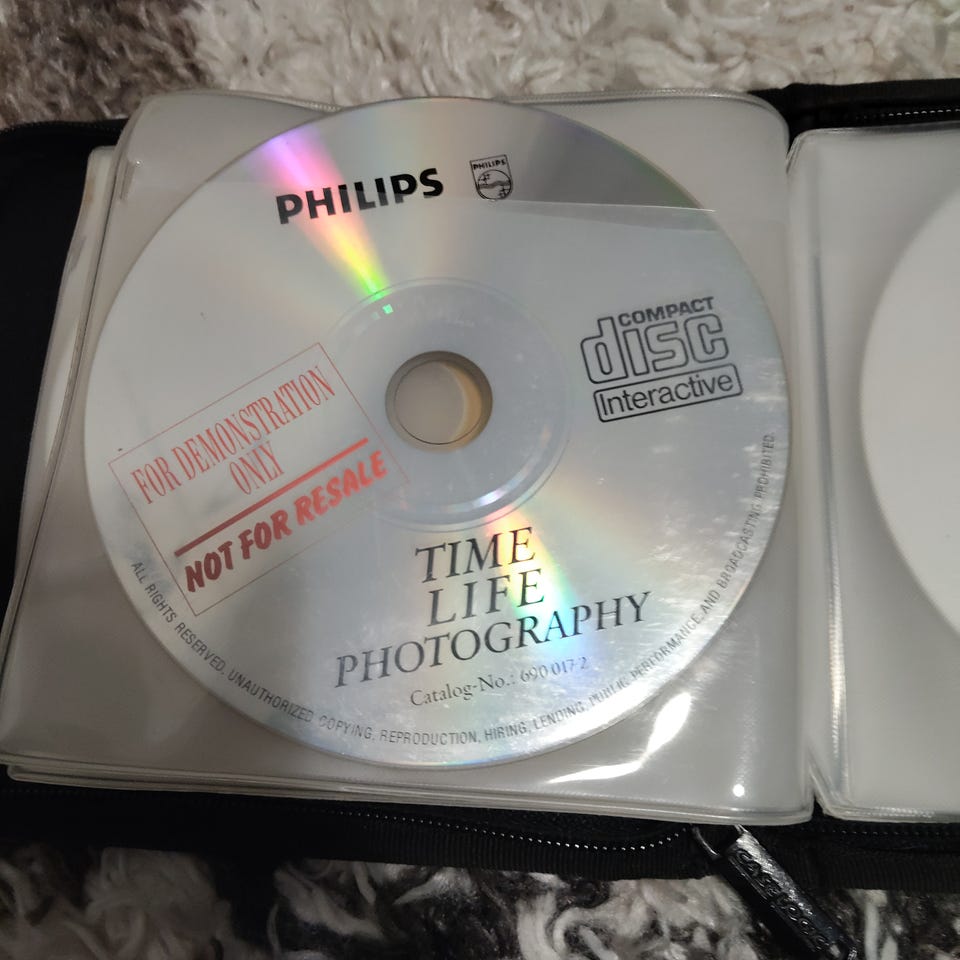 PHILIPS
PHILIPS
COMPACT
disc
Interactive
FOR DEMONSTRATION
ONLY
NOT FOR RESALE
TIME
LIFE
PHOTOGRAPHY
Catalog-No.: 690 017-2
ALL RIGHTS RESERVED. UNAUTHORIZED COPYING, REPRODUCTION, HIRING, LENDING, PUBLIC PERFORMANCE AND BROADCASTING PROHIBITED.